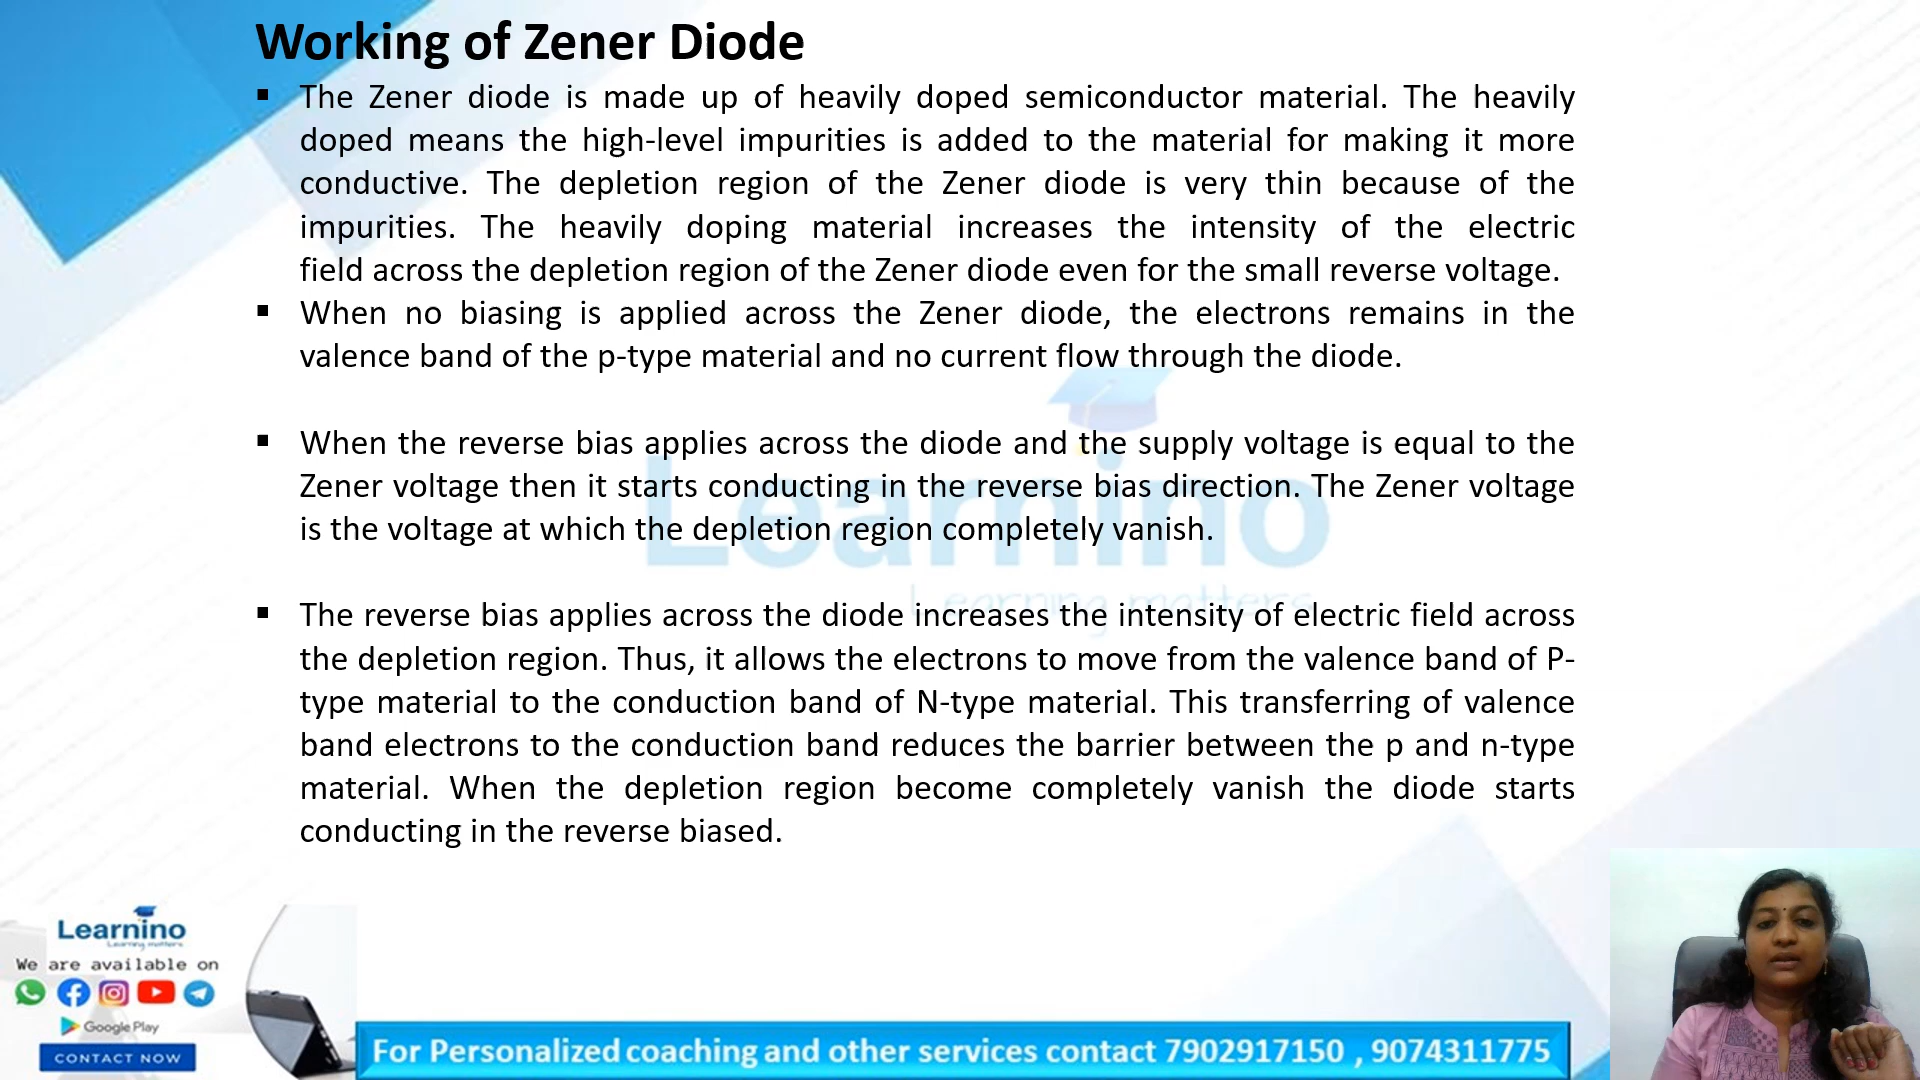 Working of Zener Diode
▪ The Zener diode is made up of heavily doped semiconductor material. The heavily
doped means the high-level impurities is added to the material for making it more
conductive. The depletion region of the Zener diode is very thin because of the
impurities. The heavily doping material increases the intensity of the electric
field across the depletion region of the Zener diode even for the small reverse voltage.
▪ When no biasing is applied across the Zener diode, the electrons remains in the
valence band of the p-type material and no current flow through the diode.
▪ When the reverse bias applies across the diode and the supply voltage is equal to the
Zener voltage then it starts conducting in the reverse bias direction. The Zener voltage
is the voltage at which the depletion region completely vanish.
▪ The reverse bias applies across the diode increases the intensity of electric field across
the depletion region. Thus, it allows the electrons to move from the valence band of P-
type material to the conduction band of N-type material. This transferring of valence
band electrons to the conduction band reduces the barrier between the p and n-type
material. When the depletion region become completely vanish the diode starts
conducting in the reverse biased.
Learnino
Learning matters
Learnino
Learning matters
We are available on
Google Play
CONTACT NOW
For Personalized coaching and other services contact 7902917150 , 9074311775